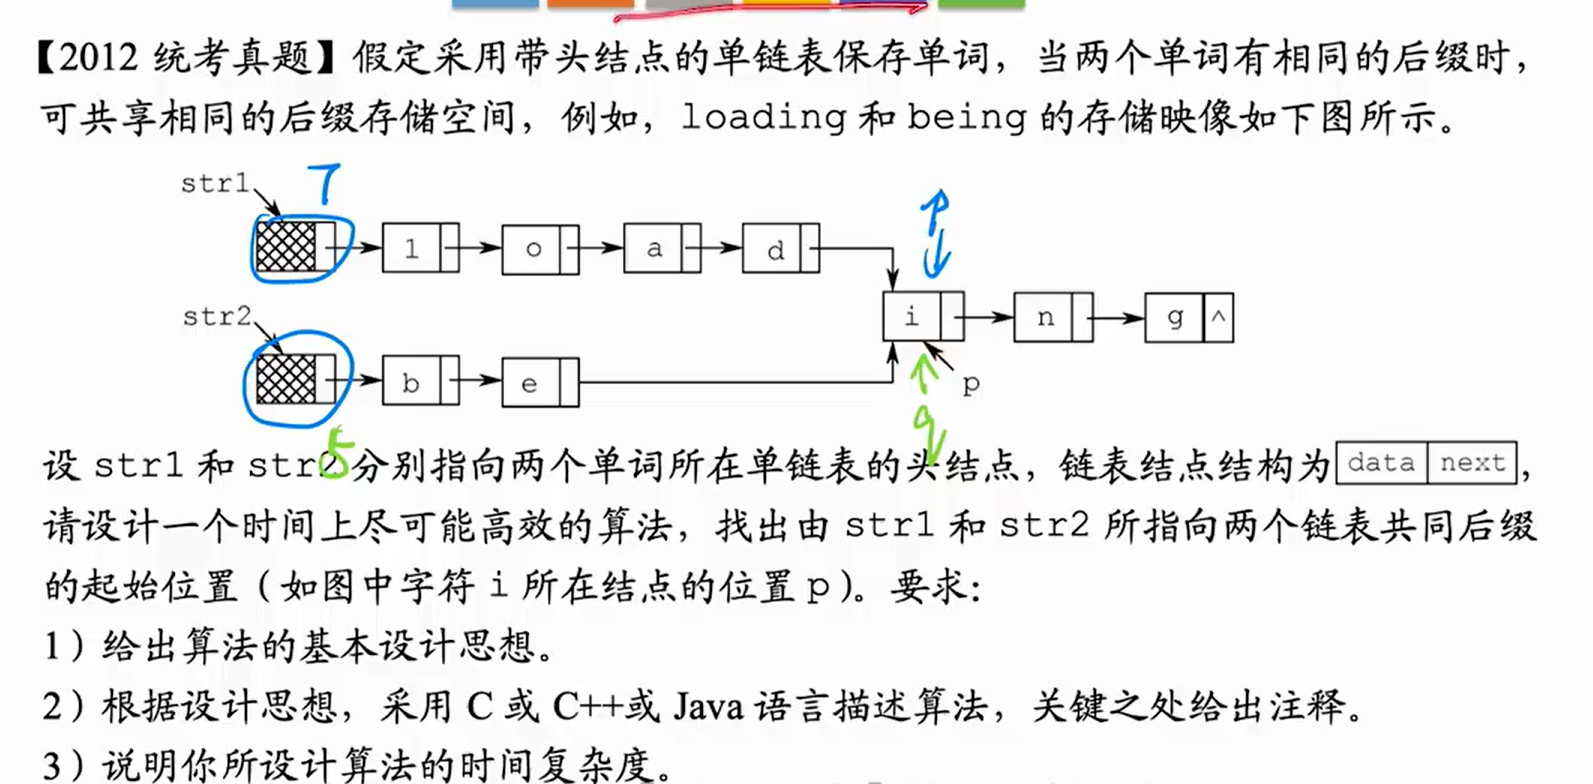 【2012 统考真题】假定采用带头结点的单链表保存单词，当两个单词有相同的后缀时，
可共享相同的后缀存储空间，例如，loading 和 being 的存储映像如下图所示。
str1
7
l
o
a
d
str2
i
n
g
^
b
e
p
q
5
设 str1 和 str2 分别指向两个单词所在单链表的头结点，链表结点结构为 data next ，
请设计一个时间上尽可能高效的算法，找出由 str1 和 str2 所指向两个链表共同后缀
的起始位置（如图中字符 i 所在结点的位置 p）。要求：
1）给出算法的基本设计思想。
2）根据设计思想，采用 C 或 C++或 Java 语言描述算法，关键之处给出注释。
3）说明你所设计算法的时间复杂度。